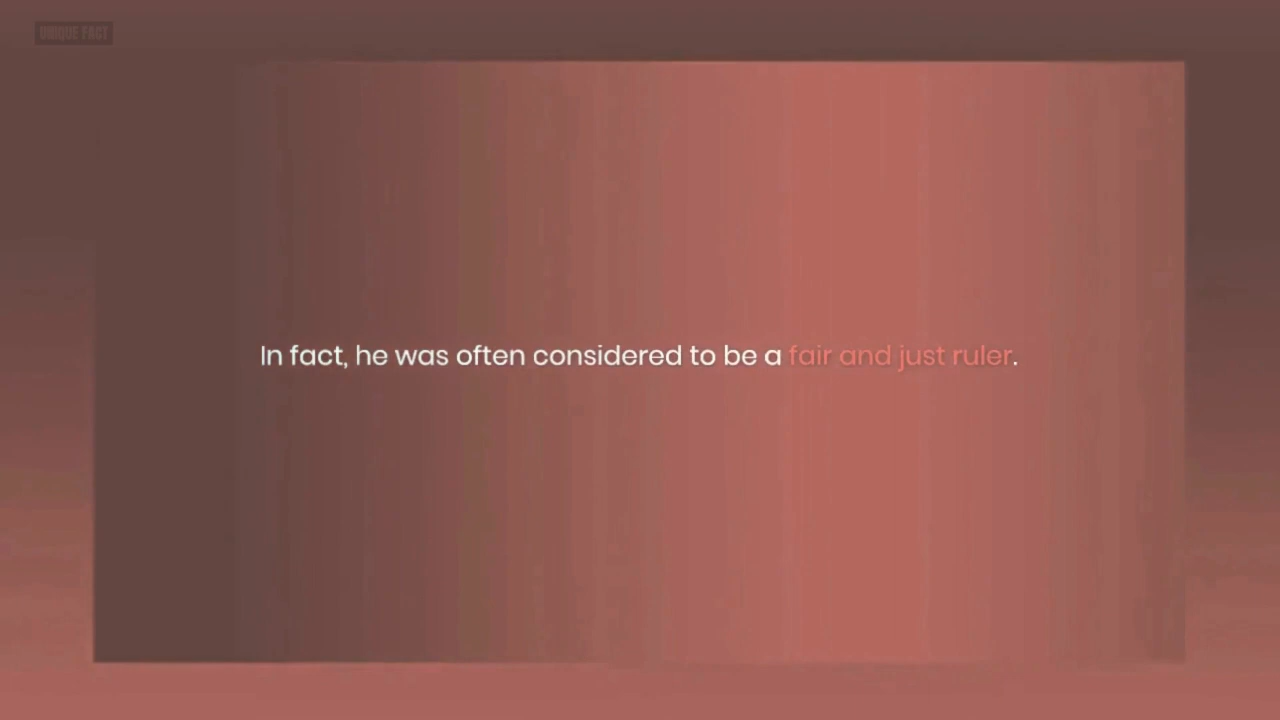 UNIQUE FACT
In fact, he was often considered to be a fair and just ruler.